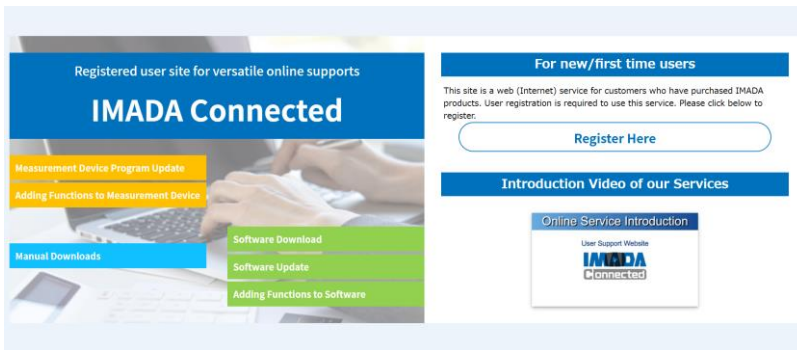 Registered user site for versatile online supports
IMADA Connected
Measurement Device Program Update
Adding Functions to Measurement Device
Manual Downloads
Software Download
Software Update
Adding Functions to Software
For new/first time users
This site is a web (Internet) service for customers who have purchased IMADA
products. User registration is required to use this service. Please click below to
register.
Register Here
Introduction Video of our Services
Online Service Introduction
User Support Website
IMADA
Connected